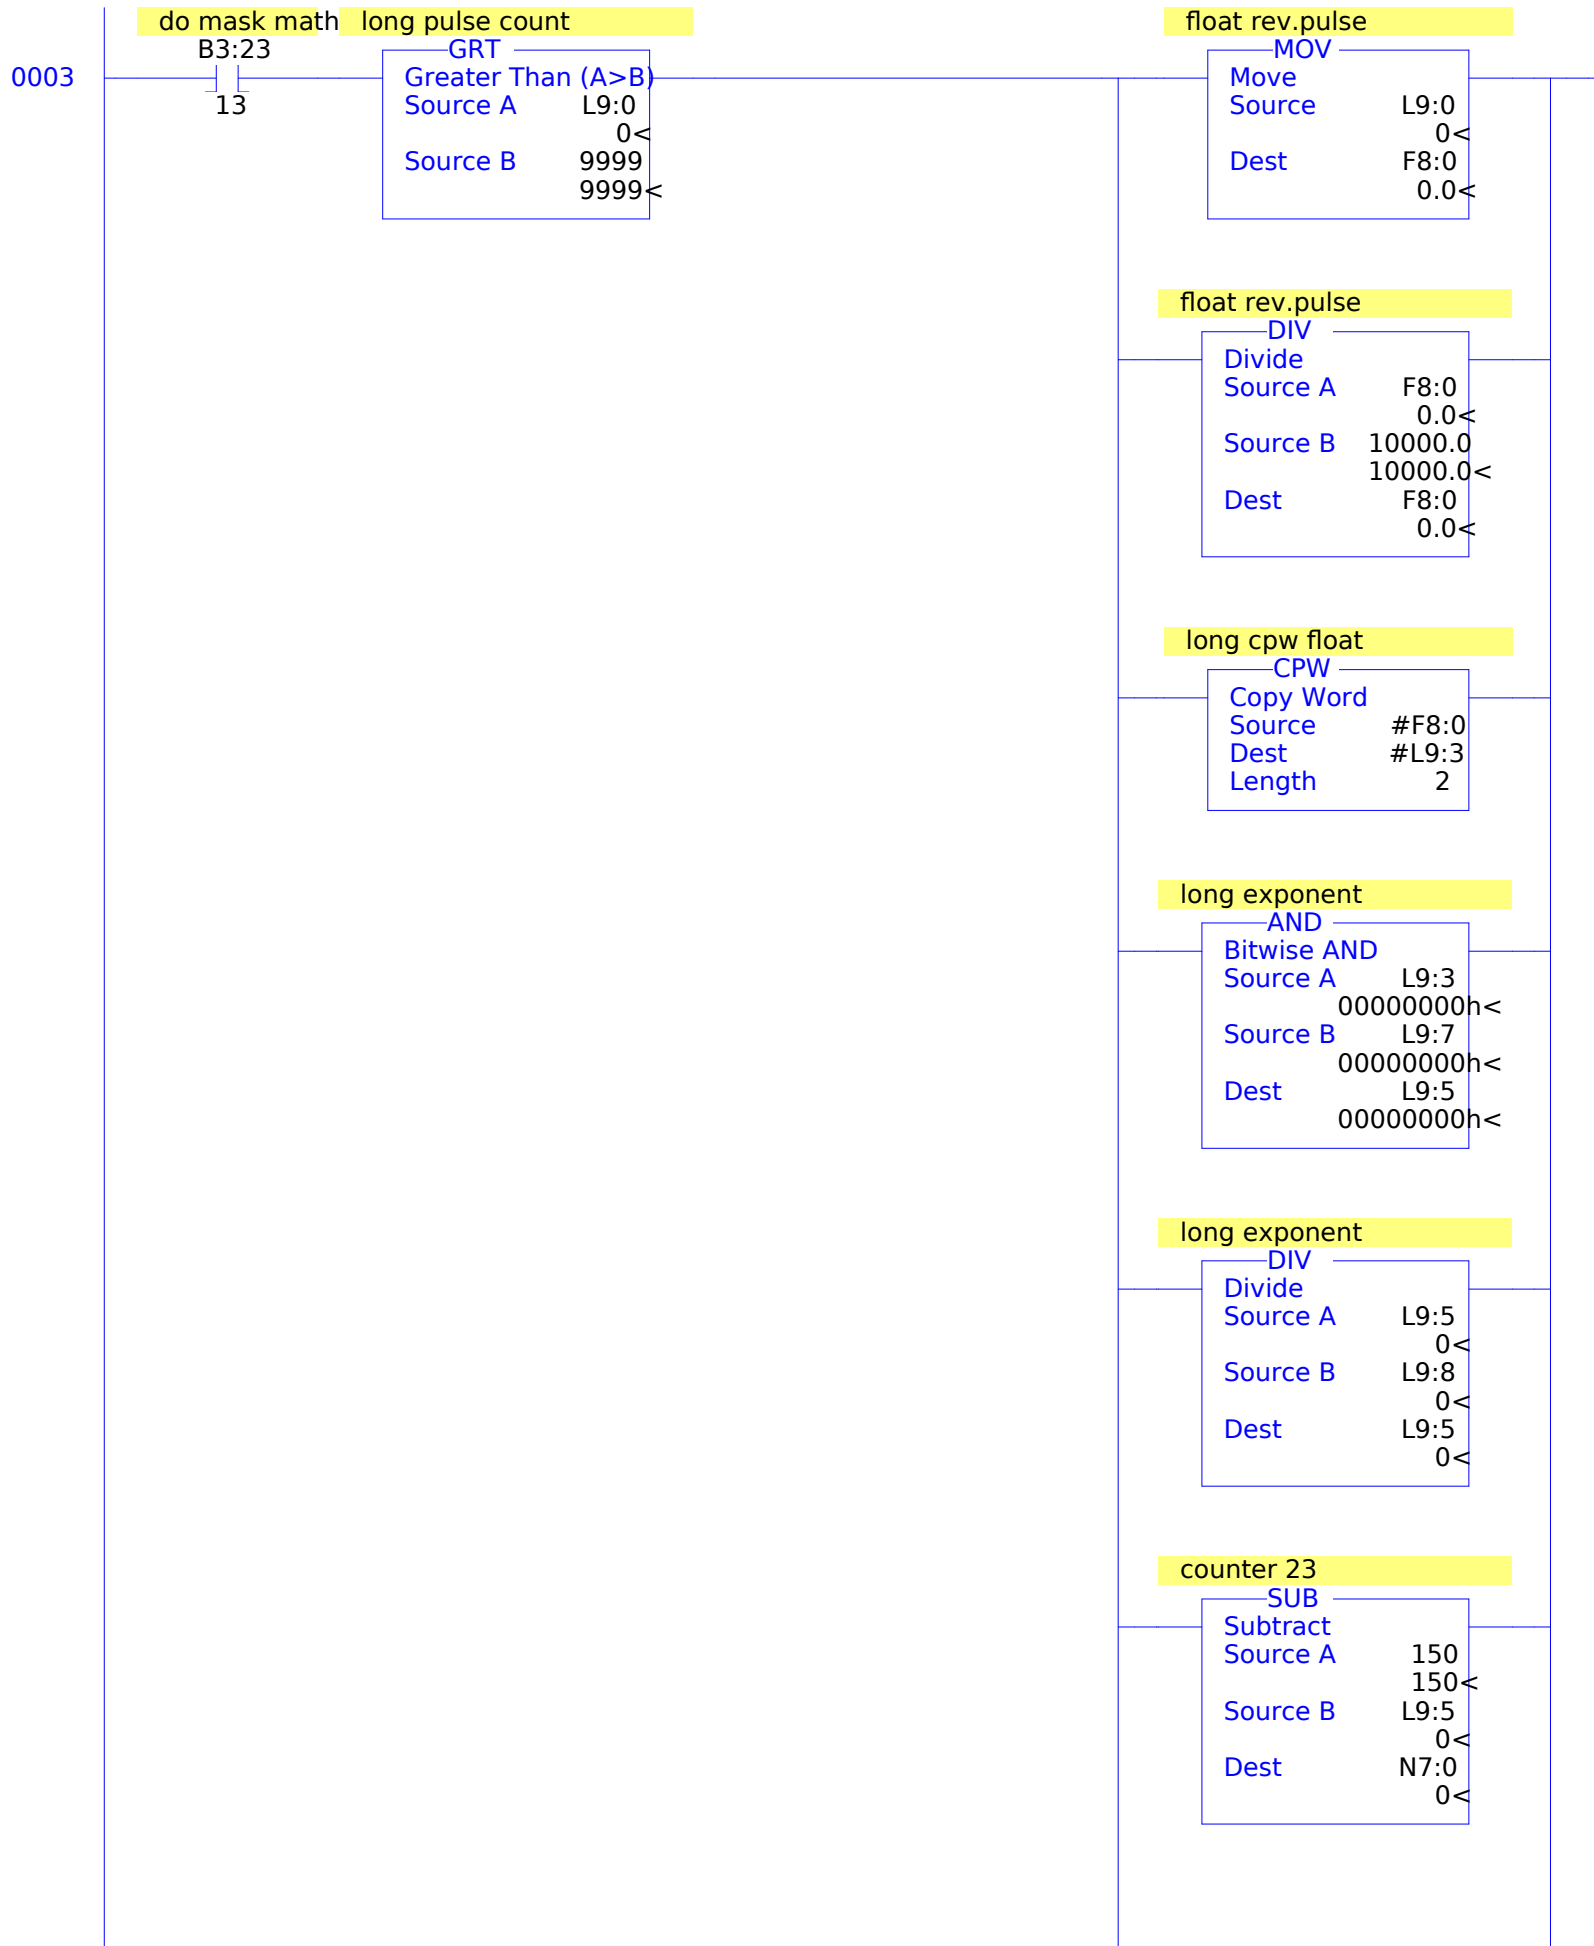 do mask math
B3:23
0003
13
long pulse count
GRT
Greater Than (A>B)
Source A L9:0
0<
Source B 9999
9999<
float rev.pulse
MOV
Move
Source L9:0
0<
Dest F8:0
0.0<
float rev.pulse
DIV
Divide
Source A F8:0
0.0<
Source B 10000.0
10000.0<
Dest F8:0
0.0<
long cpw float
CPW
Copy Word
Source #F8:0
Dest #L9:3
Length 2
long exponent
AND
Bitwise AND
Source A L9:3
00000000h<
Source B L9:7
00000000h<
Dest L9:5
00000000h<
long exponent
DIV
Divide
Source A L9:5
0<
Source B L9:8
0<
Dest L9:5
0<
counter 23
SUB
Subtract
Source A 150
150<
Source B L9:5
0<
Dest N7:0
0<